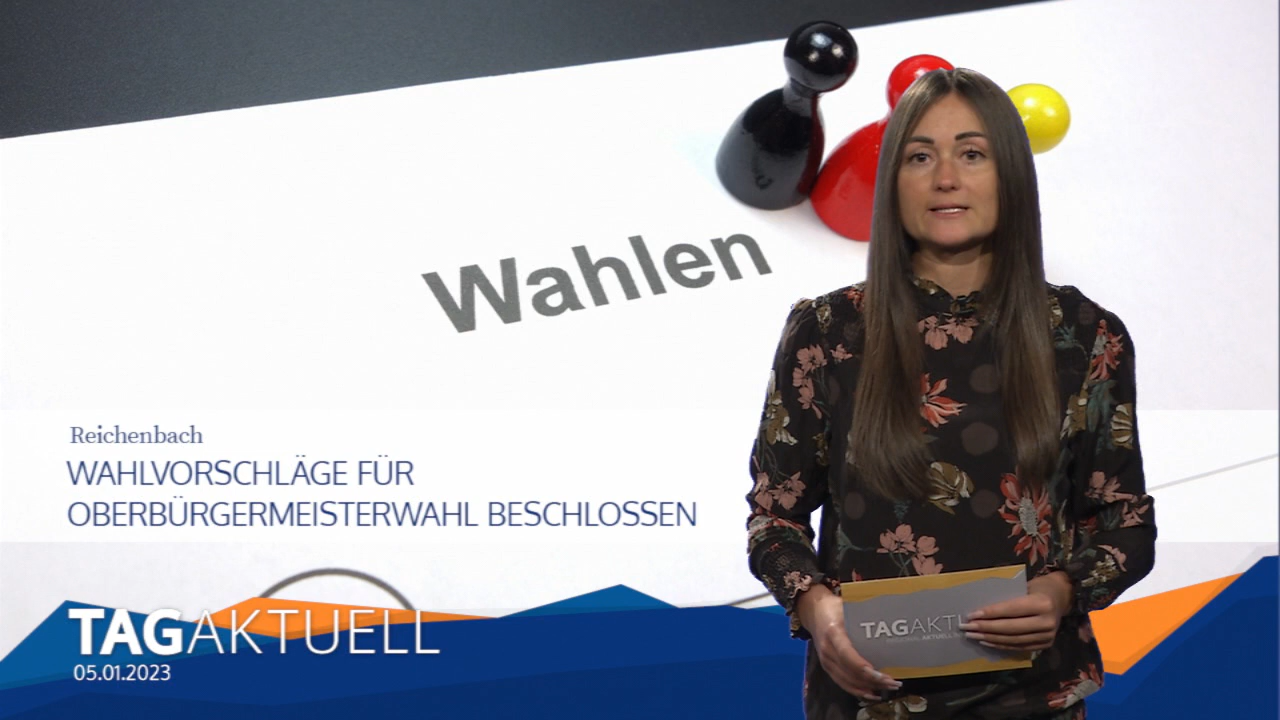 Wahlen
Reichenbach
WAHLVORSCHLÄGE FÜR
OBERBÜRGERMEISTERWAHL BESCHLOSSEN
TAGAKTUELL
05.01.2023
TAGAKTU